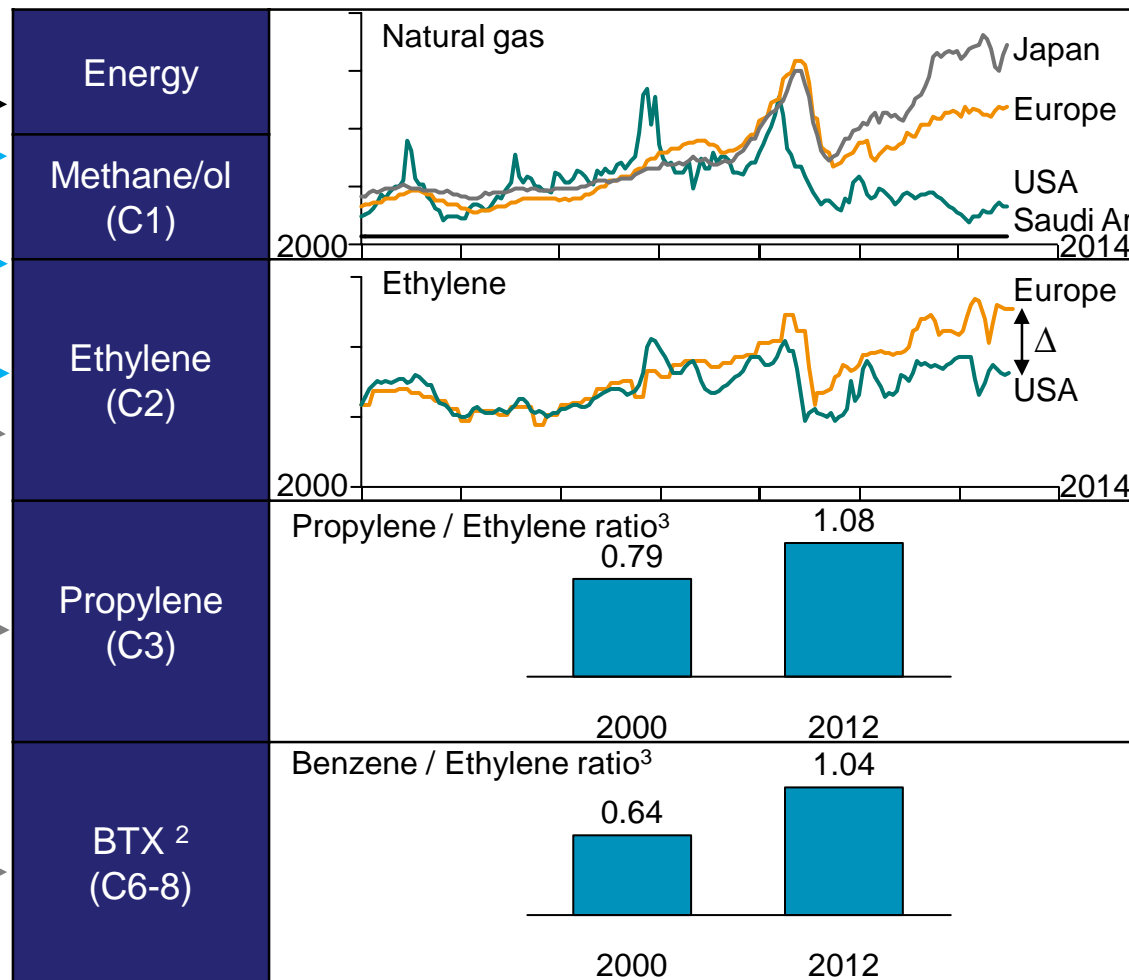 Energy
Methane/ol
(C1)
Ethylene
(C2)
Propylene
(C3)
BTX ²
(C6-8)
Natural gas
Japan
Europe
USA
Saudi Ar
2000
2014
Ethylene
Europe
Δ
USA
2000
2014
Propylene / Ethylene ratio³
0.79
1.08
2000
2012
Benzene / Ethylene ratio³
0.64
1.04
2000
2012